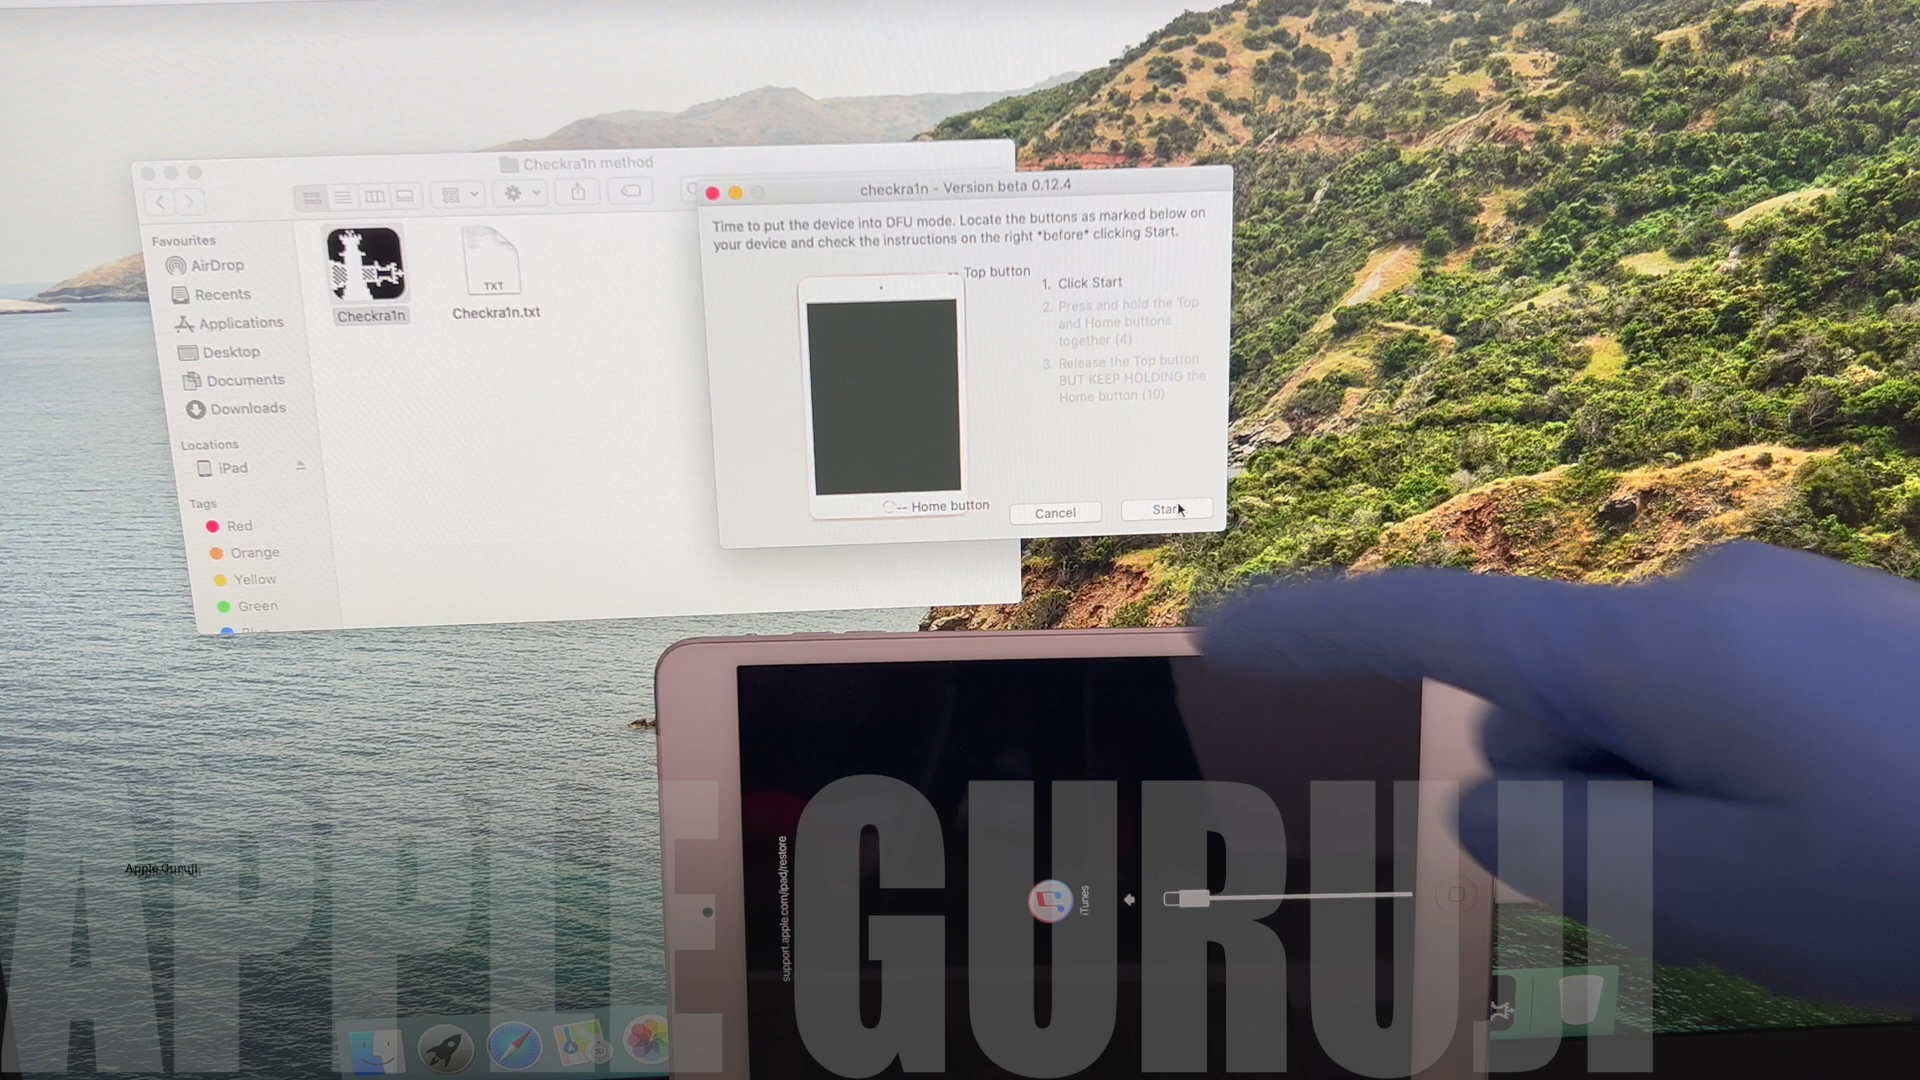 Checkra1n method
Favourites
AirDrop
Recents
Applications
Desktop
Documents
Downloads
Locations
iPad
Tags
Red
Orange
Yellow
Green
Checkra1n
TXT
Checkra1n.txt
checkra1n - Version beta 0.12.4
Time to put the device into DFU mode. Locate the buttons as marked below on
your device and check the instructions on the right *before* clicking Start.
-- Top button
1. Click Start
2. Press and hold the Top
and Home buttons
together (4)
3. Release the Top button
BUT KEEP HOLDING the
Home button (10)
-- Home button
Cancel
Start
support.apple.com/ipad/restore
iTunes
Apple Guruji
APPLE GURUJI